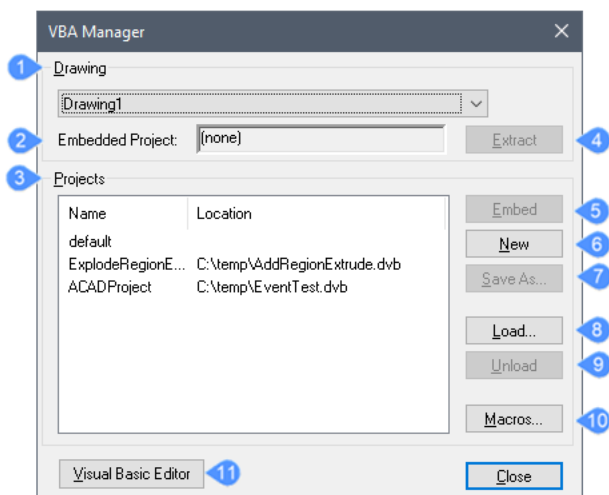 VBA Manager
1 Drawing
Drawing1
2 Embedded Project: (none) Extract 4
3 Projects
Name Location Embed 5
default New 6
ExplodeRegionE... C:\temp\AddRegionExtrude.dvb
ACADProject C:\temp\EventTest.dvb Save As... 7
Load... 8
Unload 9
Macros... 10
Visual Basic Editor 11 Close